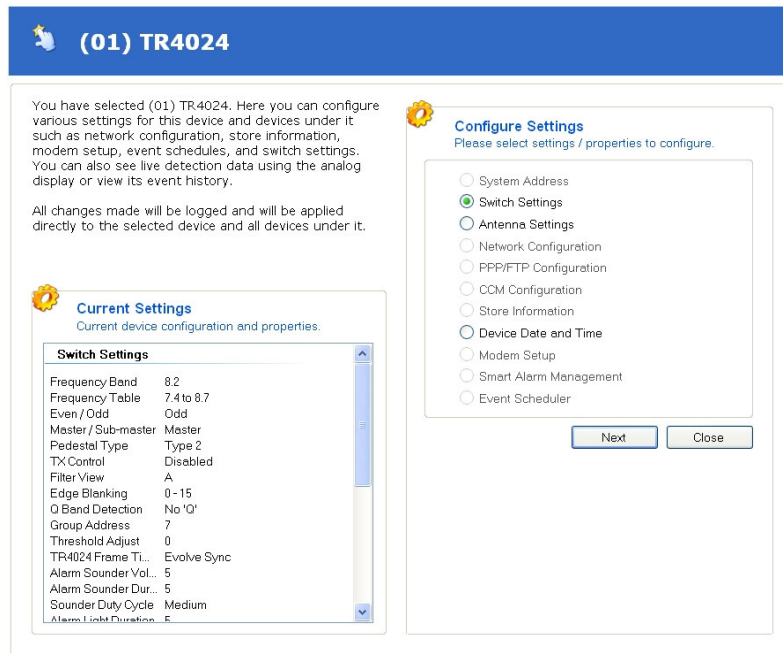 (01) TR4024
You have selected (01) TR4024. Here you can configure
various settings for this device and devices under it
such as network configuration, store information,
modem setup, event schedules, and switch settings.
You can also see live detection data using the analog
display or view its event history.
All changes made will be logged and will be applied
directly to the selected device and all devices under it.
Current Settings
Current device configuration and properties.
Switch Settings
Frequency Band 8.2
Frequency Table 7.4 to 8.7
Even / Odd Odd
Master / Sub-master Master
Pedestal Type Type 2
TX Control Disabled
Filter View A
Edge Blanking 0 - 15
Q Band Detection No 'Q'
Group Address 7
Threshold Adjust 0
TR4024 Frame Ti... Evolve Sync
Alarm Sounder Vol... 5
Alarm Sounder Dur... 5
Sounder Duty Cycle Medium
Alarm Light Duration 5
Configure Settings
Please select settings / properties to configure.
System Address
Switch Settings
Antenna Settings
Network Configuration
PPP/FTP Configuration
CCM Configuration
Store Information
Device Date and Time
Modem Setup
Smart Alarm Management
Event Scheduler
Next Close